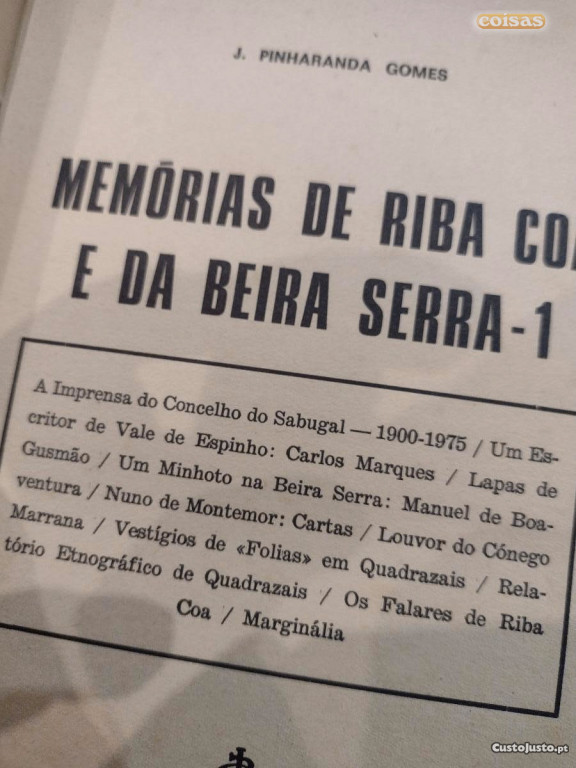 coisas
J. PINHARANDA GOMES
MEMÓRIAS DE RIBA COA
E DA BEIRA SERRA-1
A Imprensa do Concelho do Sabugal — 1900-1975 / Um Es-
critor de Vale de Espinho: Carlos Marques / Lapas de
Gusmão / Um Minhoto na Beira Serra: Manuel de Boa-
ventura / Nuno de Montemor: Cartas / Louvor do Cónego
Marrana / Vestígios de «Folias» em Quadrazais / Rela-
tório Etnográfico de Quadrazais / Os Falares de Riba
Coa / Marginália
CustoJusto.pt